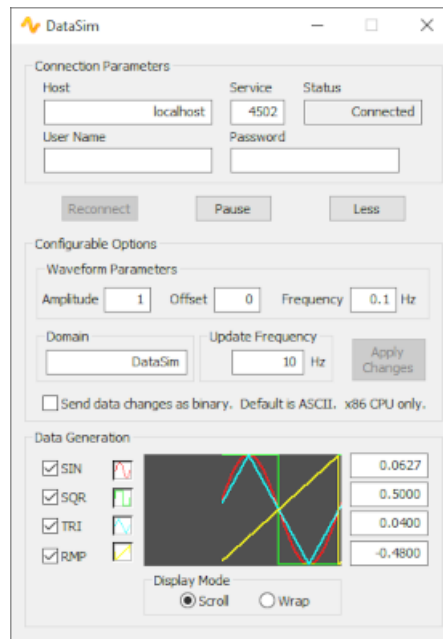 DataSim
Connection Parameters
Host Service Status
localhost 4502 Connected
User Name Password
Reconnect Pause Less
Configurable Options
Waveform Parameters
Amplitude 1 Offset 0 Frequency 0.1 Hz
Domain Update Frequency
DataSim 10 Hz Apply Changes
Send data changes as binary. Default is ASCII. x86 CPU only.
Data Generation
SIN 0.0627
SQR 0.5000
TRI 0.0400
RMP -0.4800
Display Mode
Scroll Wrap